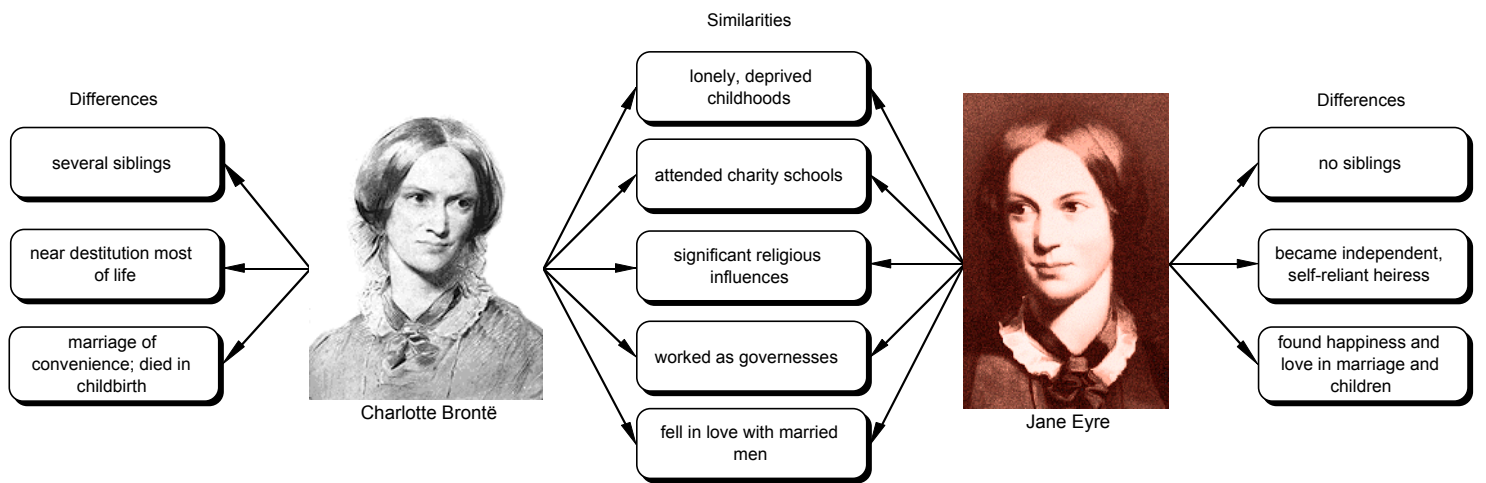 Similarities
Differences
several siblings
near destitution most
of life
marriage of
convenience; died in
childbirth
Charlotte Brontë
lonely, deprived
childhoods
attended charity schools
significant religious
influences
worked as governesses
fell in love with married
men
Jane Eyre
Differences
no siblings
became independent,
self-reliant heiress
found happiness and
love in marriage and
children